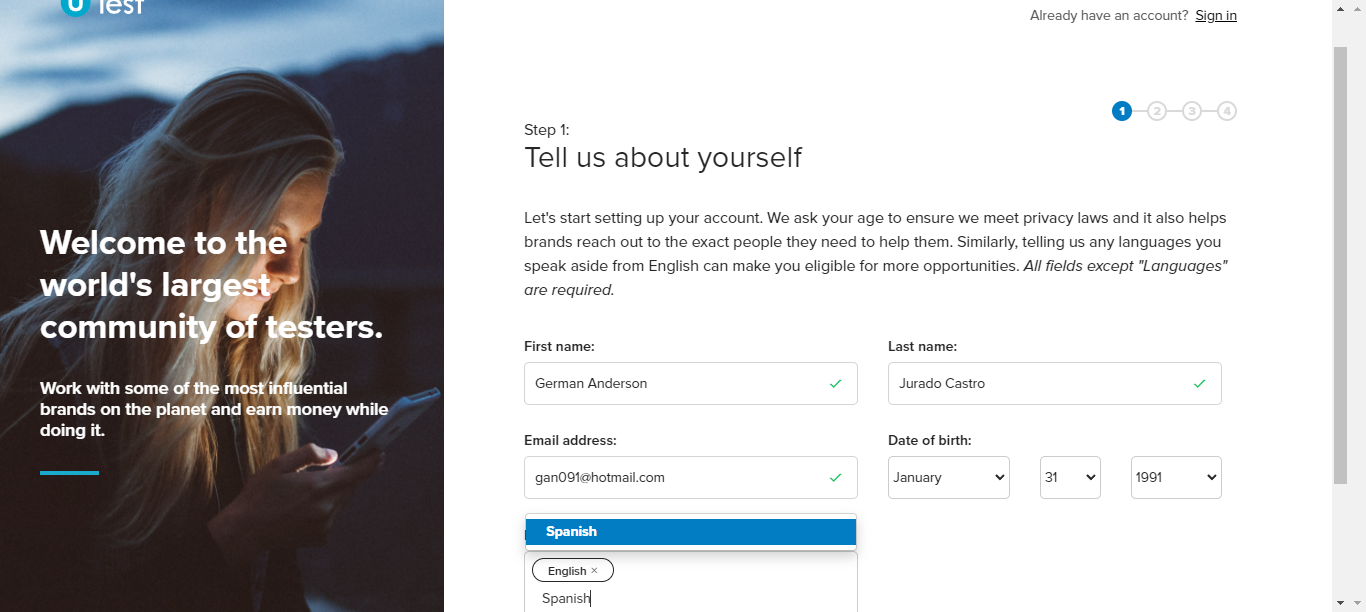 U Test
Already have an account? Sign in
1 2 3 4
Step 1:
Tell us about yourself
Let's start setting up your account. We ask your age to ensure we meet privacy laws and it also helps
brands reach out to the exact people they need to help them. Similarly, telling us any languages you
speak aside from English can make you eligible for more opportunities. All fields except "Languages"
are required.
Welcome to the
world's largest
community of testers.
Work with some of the most influential
brands on the planet and earn money while
doing it.
First name:
Last name:
German Anderson
Jurado Castro
Email address:
Date of birth:
gan091@hotmail.com
January
31
1991
Spanish
English ×
Spanish